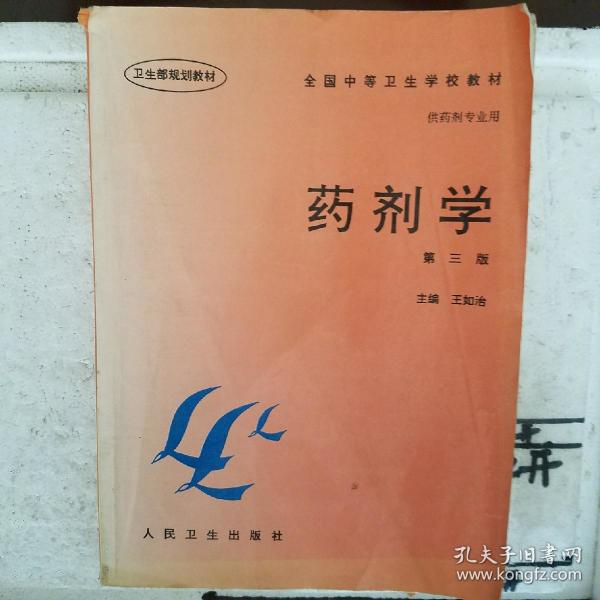 卫生部规划教材
全国中等卫生学校教材
供药剂专业用
药剂学
第三版
主编 王如治
人民卫生出版社
孔夫子旧书网
www.kongfz.com